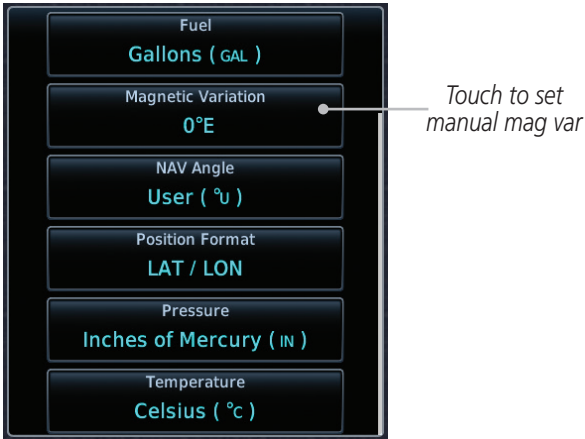 Fuel
Gallons ( GAL )
Magnetic Variation
0°E
Touch to set
manual mag var
NAV Angle
User ( °U )
Position Format
LAT / LON
Pressure
Inches of Mercury ( IN )
Temperature
Celsius ( °C )